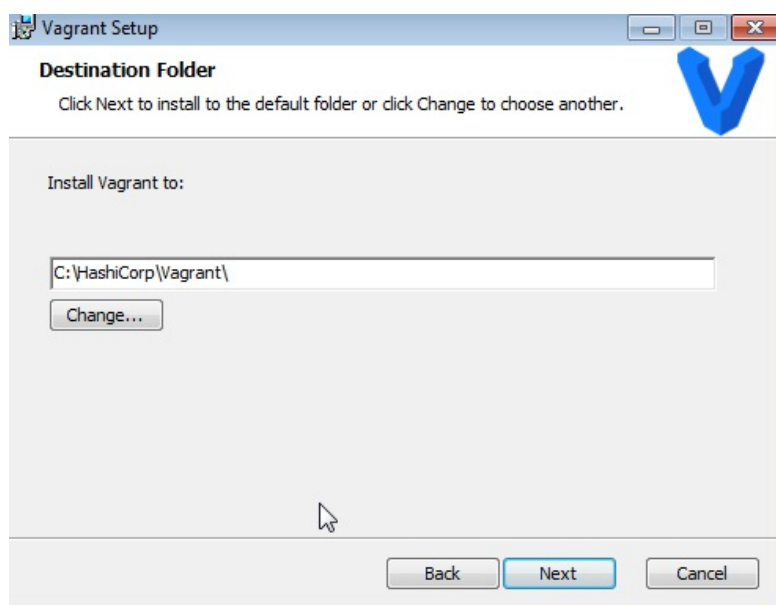 Vagrant Setup
Destination Folder
Click Next to install to the default folder or click Change to choose another.
Install Vagrant to:
C:\HashiCorp\Vagrant\
Change...
Back Next Cancel